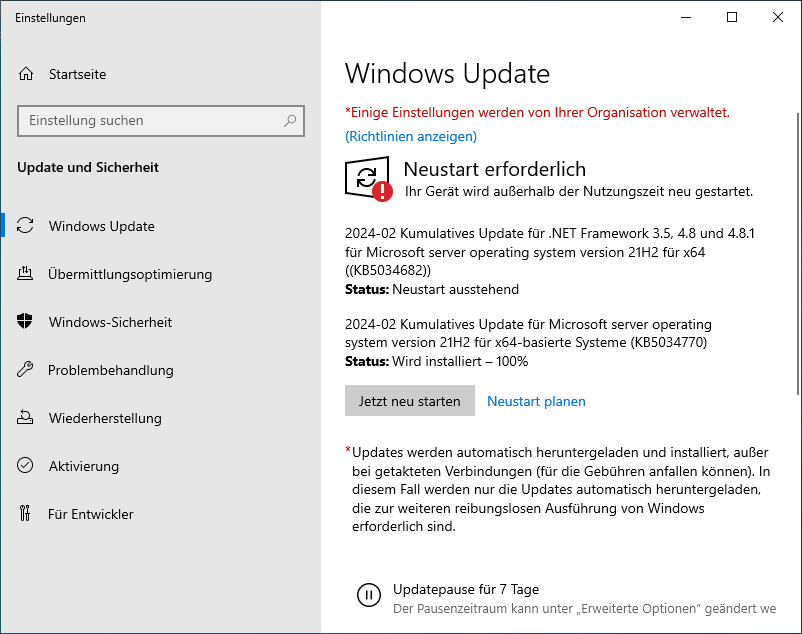 Einstellungen
Startseite
Einstellung suchen
Update und Sicherheit
Windows Update
Übermittlungsoptimierung
Windows-Sicherheit
Problembehandlung
Wiederherstellung
Aktivierung
Für Entwickler
Windows Update
*Einige Einstellungen werden von Ihrer Organisation verwaltet.
(Richtlinien anzeigen)
Neustart erforderlich
Ihr Gerät wird außerhalb der Nutzungszeit neu gestartet.
2024-02 Kumulatives Update für .NET Framework 3.5, 4.8 und 4.8.1
für Microsoft server operating system version 21H2 für x64
((KB5034682))
Status: Neustart ausstehend
2024-02 Kumulatives Update für Microsoft server operating
system version 21H2 für x64-basierte Systeme (KB5034770)
Status: Wird installiert – 100%
Jetzt neu starten
Neustart planen
*Updates werden automatisch heruntergeladen und installiert, außer
bei getakteten Verbindungen (für die Gebühren anfallen können). In
diesem Fall werden nur die Updates automatisch heruntergeladen,
die zur weiteren reibungslosen Ausführung von Windows
erforderlich sind.
Updatepause für 7 Tage
Der Pausenzeitraum kann unter „Erweiterte Optionen“ geändert we